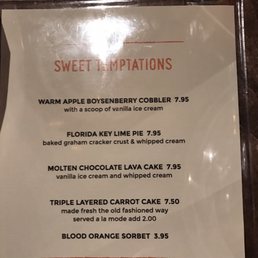 SWEET TEMPTATIONS
WARM APPLE BOYSENBERRY COBBLER 7.95
with a scoop of vanilla ice cream
FLORIDA KEY LIME PIE 7.95
baked graham cracker crust & whipped cream
MOLTEN CHOCOLATE LAVA CAKE 7.95
vanilla ice cream and whipped cream
TRIPLE LAYERED CARROT CAKE 7.50
made fresh the old fashioned way
served a la mode add 2.00
BLOOD ORANGE SORBET 3.95